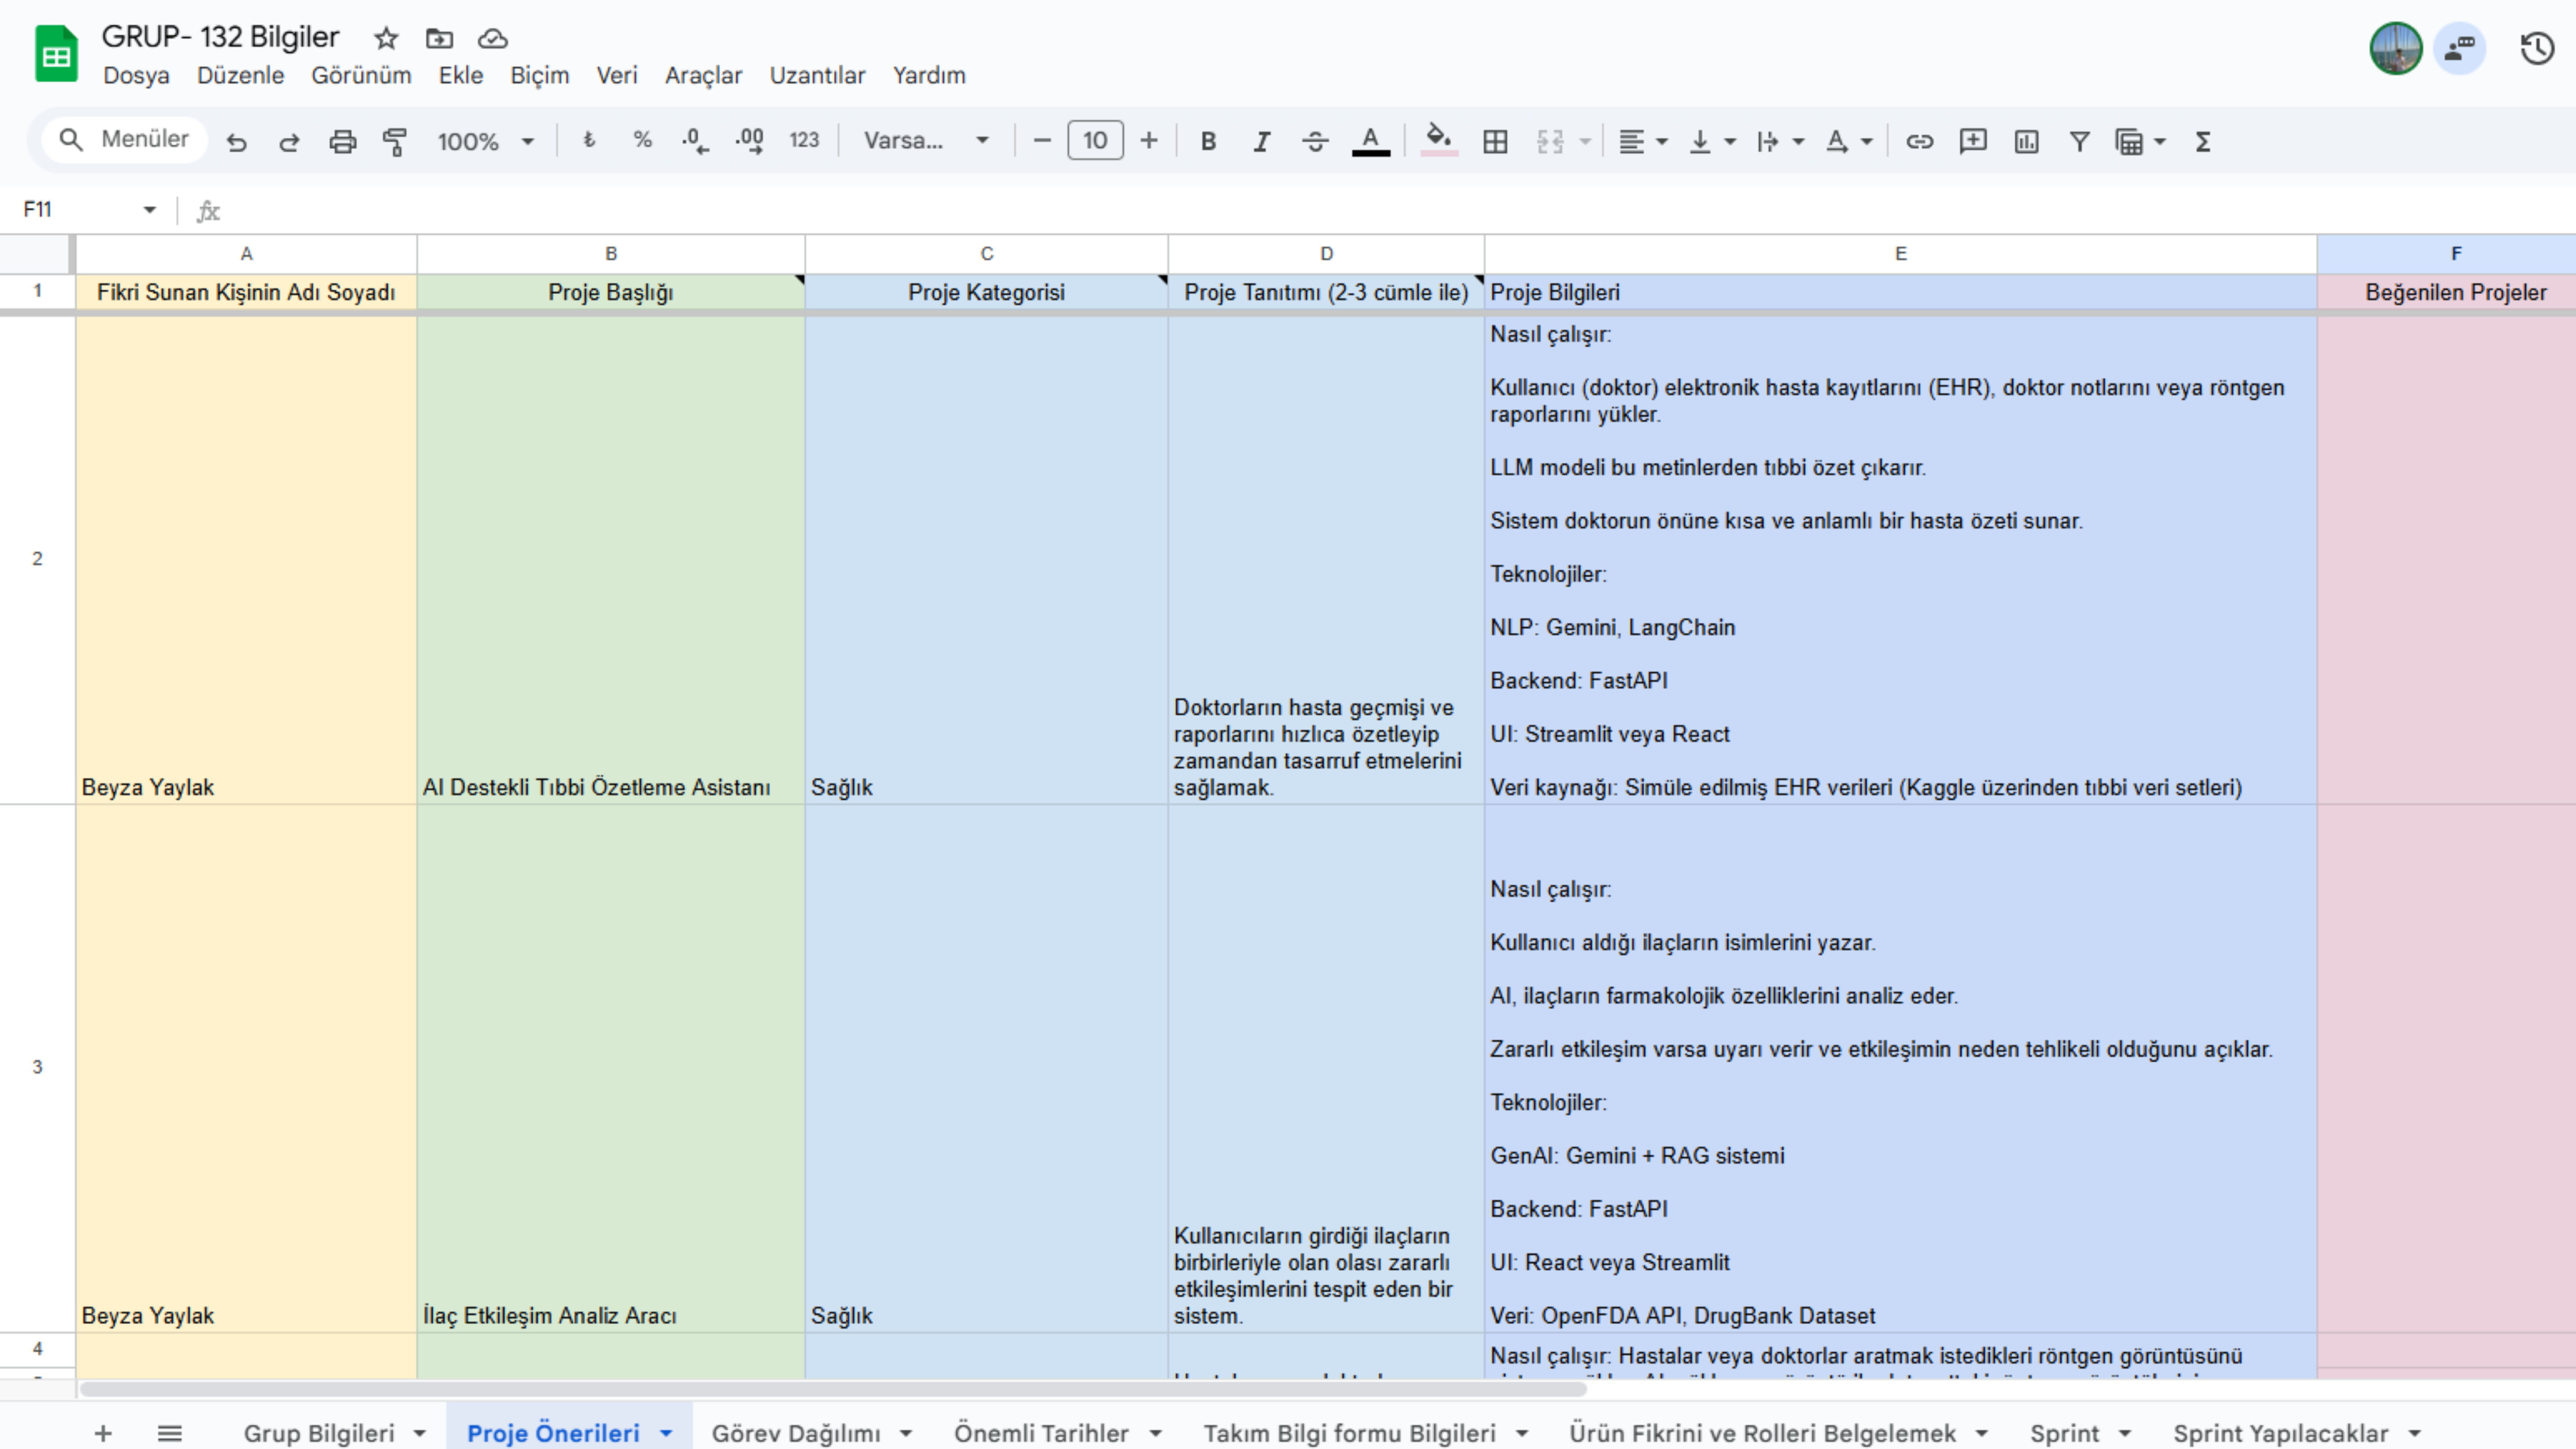 GRUP- 132 Bilgiler
Dosya Düzenle Görünüm Ekle Biçim Veri Araçlar Uzantılar Yardım
Menüler 100% ₺ % .0 .00 123 Varsa... 10 B I A
F11 fx
A B C D E F
1 Fikri Sunan Kişinin Adı Soyadı Proje Başlığı Proje Kategorisi Proje Tanıtımı (2-3 cümle ile) Proje Bilgileri Beğenilen Projeler
Nasıl çalışır:
Kullanıcı (doktor) elektronik hasta kayıtlarını (EHR), doktor notlarını veya röntgen
raporlarını yükler.
LLM modeli bu metinlerden tıbbi özet çıkarır.
Sistem doktorun önüne kısa ve anlamlı bir hasta özeti sunar.
2
Teknolojiler:
NLP: Gemini, LangChain
Backend: FastAPI
UI: Streamlit veya React
Veri kaynağı: Simüle edilmiş EHR verileri (Kaggle üzerinden tıbbi veri setleri)
Doktorların hasta geçmişi ve
raporlarını hızlıca özetleyip
zamandan tasarruf etmelerini
sağlamak.
Beyza Yaylak AI Destekli Tıbbi Özetleme Asistanı Sağlık
Nasıl çalışır:
Kullanıcı aldığı ilaçların isimlerini yazar.
AI, ilaçların farmakolojik özelliklerini analiz eder.
Zararlı etkileşim varsa uyarı verir ve etkileşimin neden tehlikeli olduğunu açıklar.
3
Teknolojiler:
GenAI: Gemini + RAG sistemi
Backend: FastAPI
UI: React veya Streamlit
Veri: OpenFDA API, DrugBank Dataset
Kullanıcıların girdiği ilaçların
birbirleriyle olan olası zararlı
etkileşimlerini tespit eden bir
sistem.
Beyza Yaylak İlaç Etkileşim Analiz Aracı Sağlık
4 Nasıl çalışır: Hastalar veya doktorlar aratmak istedikleri röntgen görüntüsünü
Grup Bilgileri Proje Önerileri Görev Dağılımı Önemli Tarihler Takım Bilgi formu Bilgileri Ürün Fikrini ve Rolleri Belgelemek Sprint Sprint Yapılacaklar